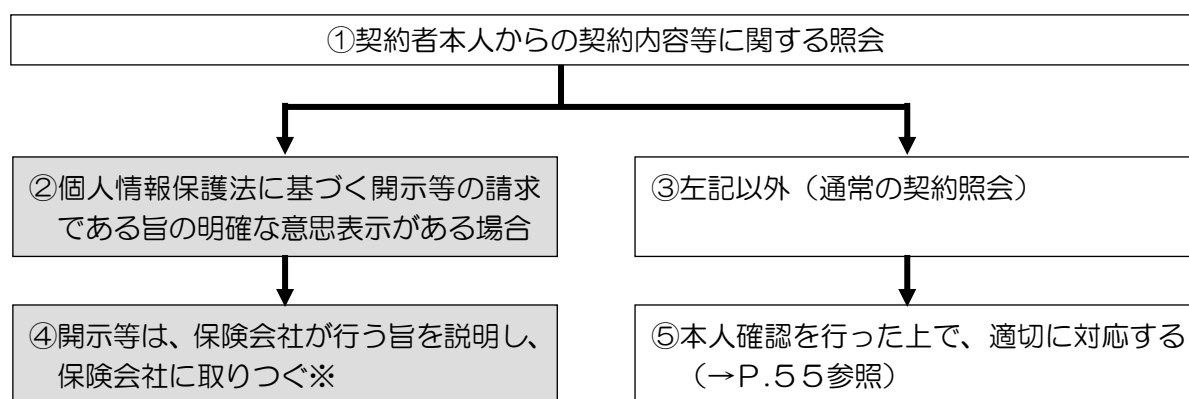 ①契約者本人からの契約内容等に関する照会
②個人情報保護法に基づく開示等の請求
である旨の明確な意思表示がある場合
③左記以外（通常の契約照会）
④開示等は、保険会社が行う旨を説明し、
保険会社に取りつぐ※
⑤本人確認を行った上で、適切に対応する
（→Ｐ.５５参照）